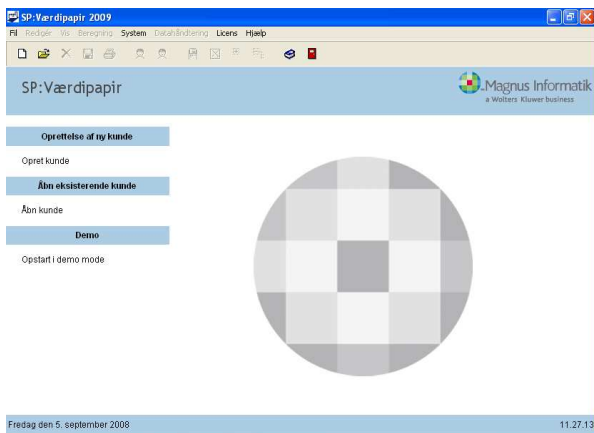 SP:Værdipapir 2009
Fil Redigér Vis Beregning System Datahåndtering Licens Hjælp
SP:Værdipapir
Magnus Informatik
a Wolters Kluwer business
Oprettelse af ny kunde
Opret kunde
Åbn eksisterende kunde
Åbn kunde
Demo
Opstart i demo mode
Fredag den 5. september 2008
11.27.13